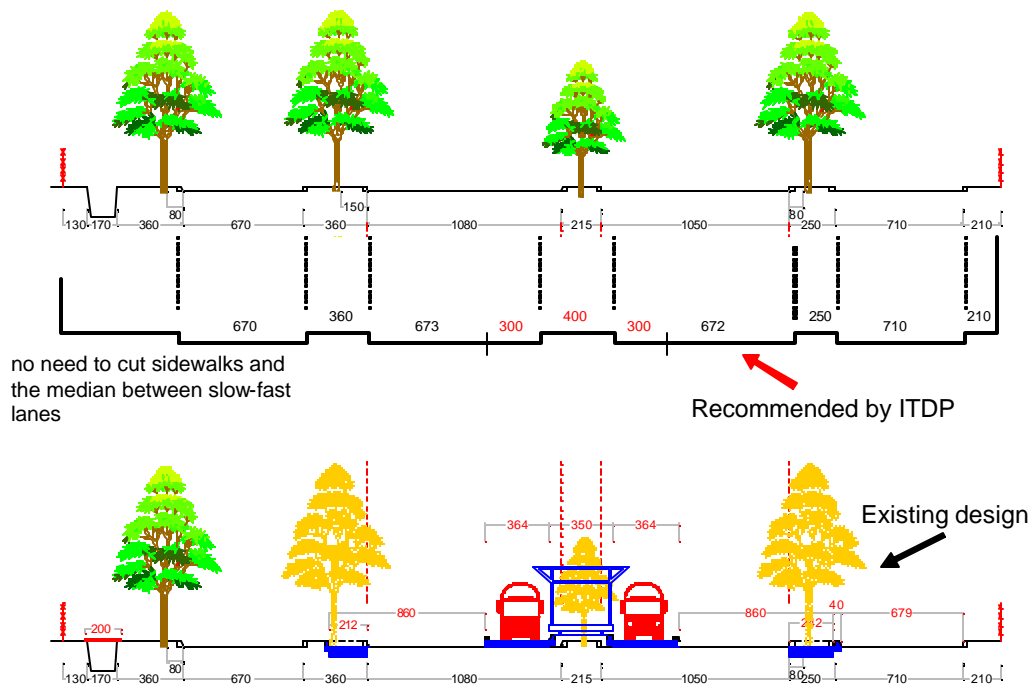 80
150
80
130 170 360 670 360 1080 215 1050 250 710 210
670 360 673 300 400 300 672 250 710 210
no need to cut sidewalks and
the median between slow-fast
lanes
Recommended by ITDP
Existing design
364 350 364
200 212 860 860 242 40 679
80
80
130 170 360 670 360 1080 215 1050 250 710 210